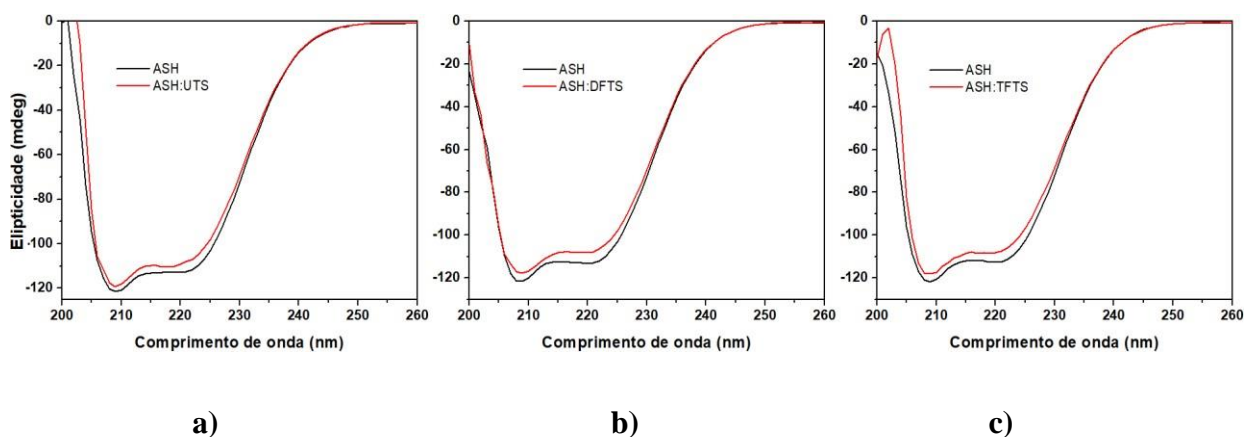 Elipticidade (mdeg)
0
-20
-40
-60
-80
-100
-120
ASH
ASH:UTS
200 210 220 230 240 250 260
Comprimento de onda (nm)
a)
0
-20
-40
-60
-80
-100
-120
-140
ASH
ASH:DFTS
200 210 220 230 240 250 260
Comprimento de onda (nm)
b)
0
-20
-40
-60
-80
-100
-120
-140
ASH
ASH:TFTS
200 210 220 230 240 250 260
Comprimento de onda (nm)
c)